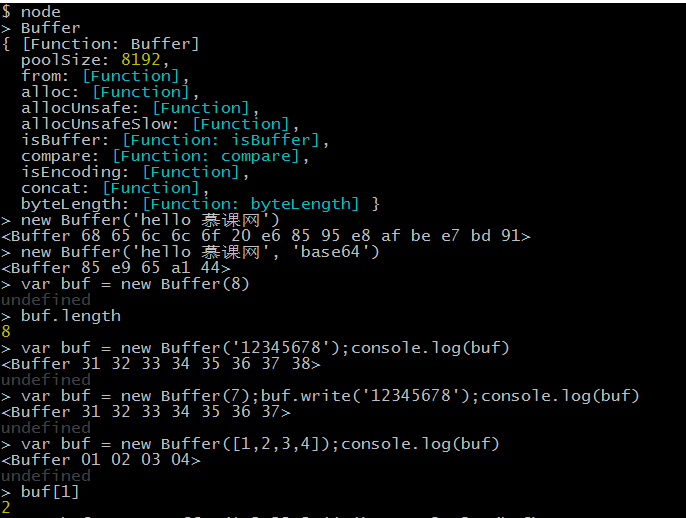 $ node
> Buffer
{ [Function: Buffer]
  poolSize: 8192,
  from: [Function],
  alloc: [Function],
  allocUnsafe: [Function],
  allocUnsafeSlow: [Function],
  isBuffer: [Function: isBuffer],
  compare: [Function: compare],
  isEncoding: [Function],
  concat: [Function],
  byteLength: [Function: byteLength] }
> new Buffer('hello 慕课网')
<Buffer 68 65 6c 6c 6f 20 e6 85 95 e8 af be e7 bd 91>
> new Buffer('hello 慕课网', 'base64')
<Buffer 85 e9 65 a1 44>
> var buf = new Buffer(8)
undefined
> buf.length
8
> var buf = new Buffer('12345678');console.log(buf)
<Buffer 31 32 33 34 35 36 37 38>
undefined
> var buf = new Buffer(7);buf.write('12345678');console.log(buf)
<Buffer 31 32 33 34 35 36 37>
undefined
> var buf = new Buffer([1,2,3,4]);console.log(buf)
<Buffer 01 02 03 04>
undefined
> buf[1]
2